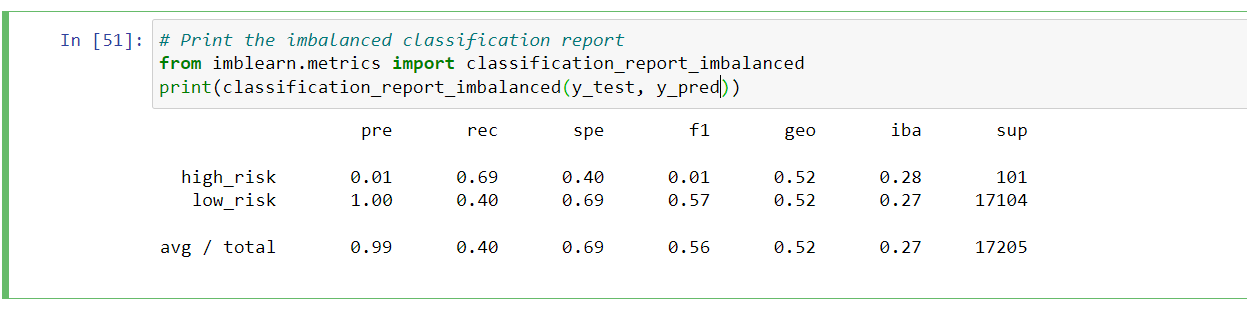 In [51]: # Print the imbalanced classification report
from imblearn.metrics import classification_report_imbalanced
print(classification_report_imbalanced(y_test, y_pred))
pre rec spe f1 geo iba sup
high_risk 0.01 0.69 0.40 0.01 0.52 0.28 101
low_risk 1.00 0.40 0.69 0.57 0.52 0.27 17104
avg / total 0.99 0.40 0.69 0.56 0.52 0.27 17205